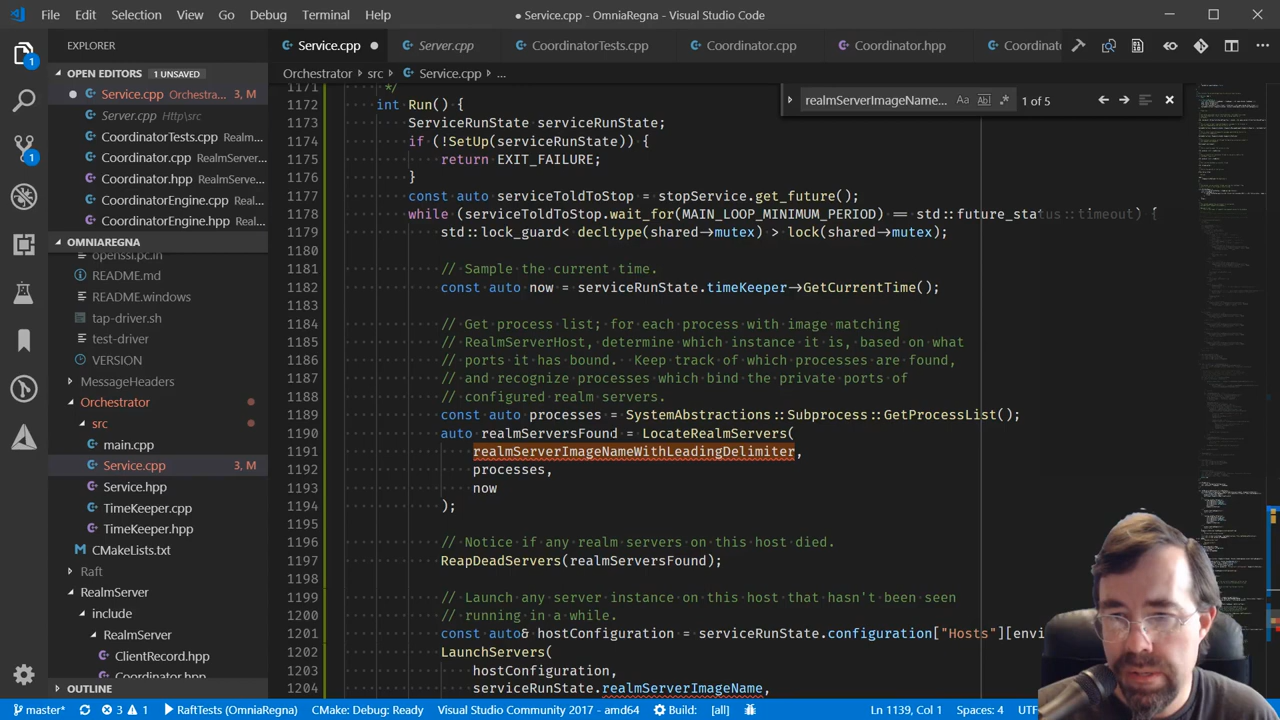 File Edit Selection View Go Debug Terminal Help
● Service.cpp - OmniaRegna - Visual Studio Code
EXPLORER
Service.cpp ● Server.cpp CoordinatorTests.cpp Coordinator.cpp Coordinator.hpp Coordinato
Orchestrator > src > Service.cpp > ...
realmServerImageName... Aa Abl .* 1 of 5
OPEN EDITORS 1 UNSAVED
Service.cpp Orchestra... 3, M
Server.cpp Http\src
CoordinatorTests.cpp Realm...
Coordinator.cpp RealmServer...
Coordinator.hpp RealmServe...
CoordinatorEngine.cpp Real...
CoordinatorEngine.hpp Real...
OMNIAREGNA
openssl.pc.in
README.md
README.windows
tap-driver.sh
test-driver
VERSION
MessageHeaders
Orchestrator
src
main.cpp
Service.cpp 3, M
Service.hpp
TimeKeeper.cpp
TimeKeeper.hpp
CMakeLists.txt
Raft
RealmServer
include
RealmServer
ClientRecord.hpp
Coordinator.hpp
OUTLINE
1171 */
1172 int Run() {
1173 ServiceRunState serviceRunState;
1174 if (!SetUp(serviceRunState)) {
1175 return EXIT_FAILURE;
1176 }
1177 const auto serviceToldToStop = stopService.get_future();
1178 while (serviceToldToStop.wait_for(MAIN_LOOP_MINIMUM_PERIOD) == std::future_status::timeout) {
1179 std::lock_guard< decltype(shared->mutex) > lock(shared->mutex);
1180
1181 // Sample the current time.
1182 const auto now = serviceRunState.timeKeeper->GetCurrentTime();
1183
1184 // Get process list; for each process with image matching
1185 // RealmServerHost, determine which instance it is, based on what
1186 // ports it has bound. Keep track of which processes are found,
1187 // and recognize processes which bind the private ports of
1188 // configured realm servers.
1189 const auto processes = SystemAbstractions::Subprocess::GetProcessList();
1190 auto realmServersFound = LocateRealmServers(
1191 realmServerImageNameWithLeadingDelimiter,
1192 processes,
1193 now
1194 );
1195
1196 // Notice if any realm servers on this host died.
1197 ReapDeadServers(realmServersFound);
1198
1199 // Launch any server instance on this host that hasn't been seen
1200 // running in a while.
1201 const auto& hostConfiguration = serviceRunState.configuration["Hosts"][envi
1202 LaunchServers(
1203 hostConfiguration,
1204 serviceRunState.realmServerImageName,
master* 3 1 RaftTests (OmniaRegna) CMake: Debug: Ready Visual Studio Community 2017 - amd64 Build: [all] Ln 1139, Col 1 Spaces: 4 UTF